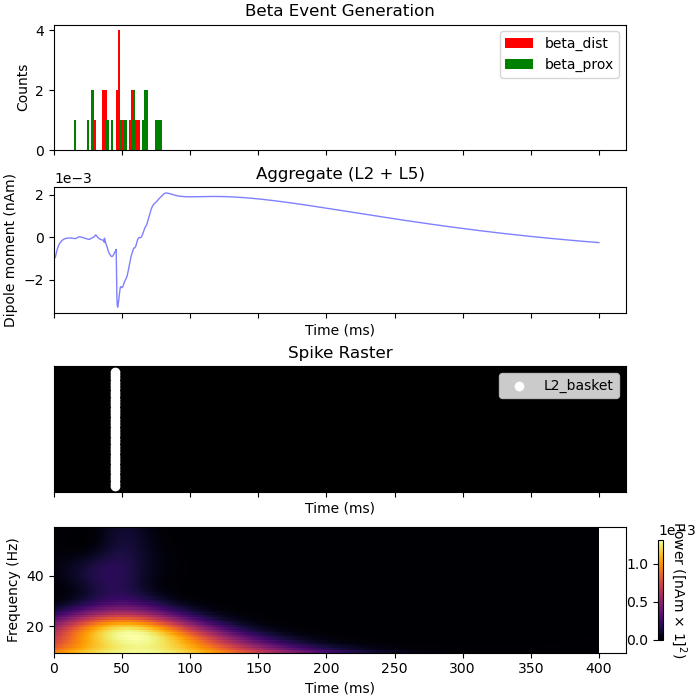 Beta Event Generation
Counts
4
2
0
beta_dist
beta_prox
Aggregate (L2 + L5)
1e−3
Dipole moment (nAm)
2
0
−2
Time (ms)
Spike Raster
L2_basket
Time (ms)
Frequency (Hz)
40
20
0 50 100 150 200 250 300 350 400
Time (ms)
1.0
0.5
0.0
Power ([nAm × 1]²)